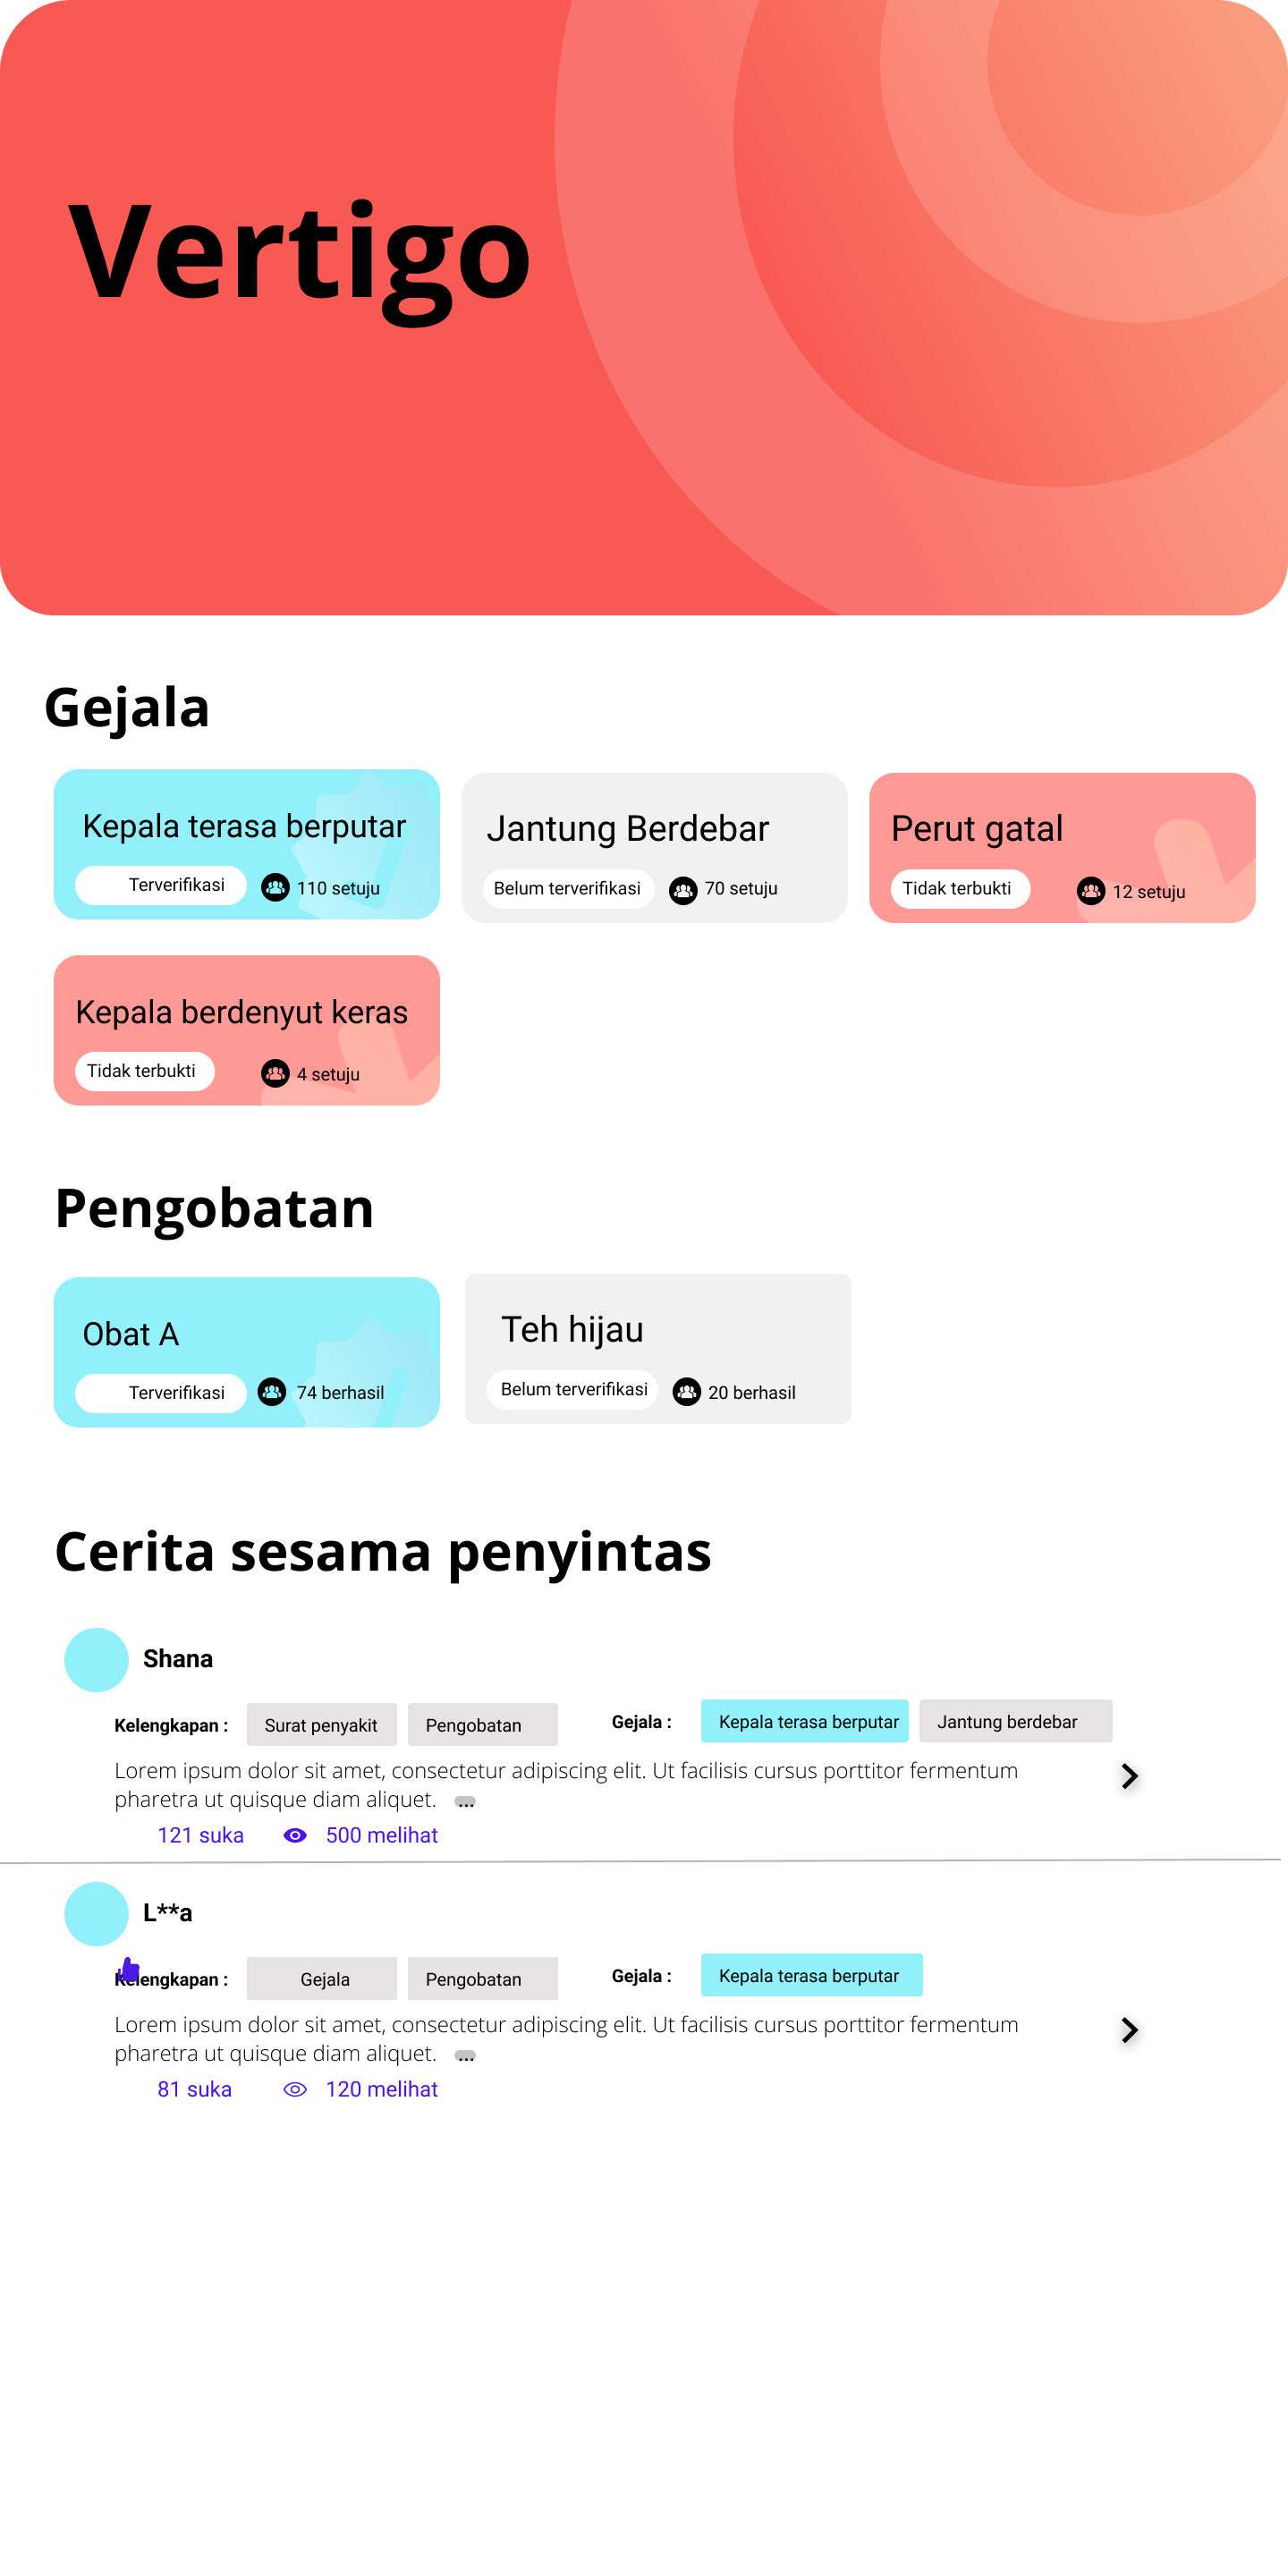 Vertigo
Gejala
Kepala terasa berputar
Terverifikasi
110 setuju
Jantung Berdebar
Belum terverifikasi
70 setuju
Perut gatal
Tidak terbukti
12 setuju
Kepala berdenyut keras
Tidak terbukti
4 setuju
Pengobatan
Obat A
Terverifikasi
74 berhasil
Teh hijau
Belum terverifikasi
20 berhasil
Cerita sesama penyintas
Shana
Kelengkapan :
Surat penyakit
Pengobatan
Gejala :
Kepala terasa berputar
Jantung berdebar
Lorem ipsum dolor sit amet, consectetur adipiscing elit. Ut facilisis cursus porttitor fermentum
pharetra ut quisque diam aliquet. ...
121 suka
500 melihat
L**a
Kelengkapan :
Gejala
Pengobatan
Gejala :
Kepala terasa berputar
Lorem ipsum dolor sit amet, consectetur adipiscing elit. Ut facilisis cursus porttitor fermentum
pharetra ut quisque diam aliquet. ...
81 suka
120 melihat